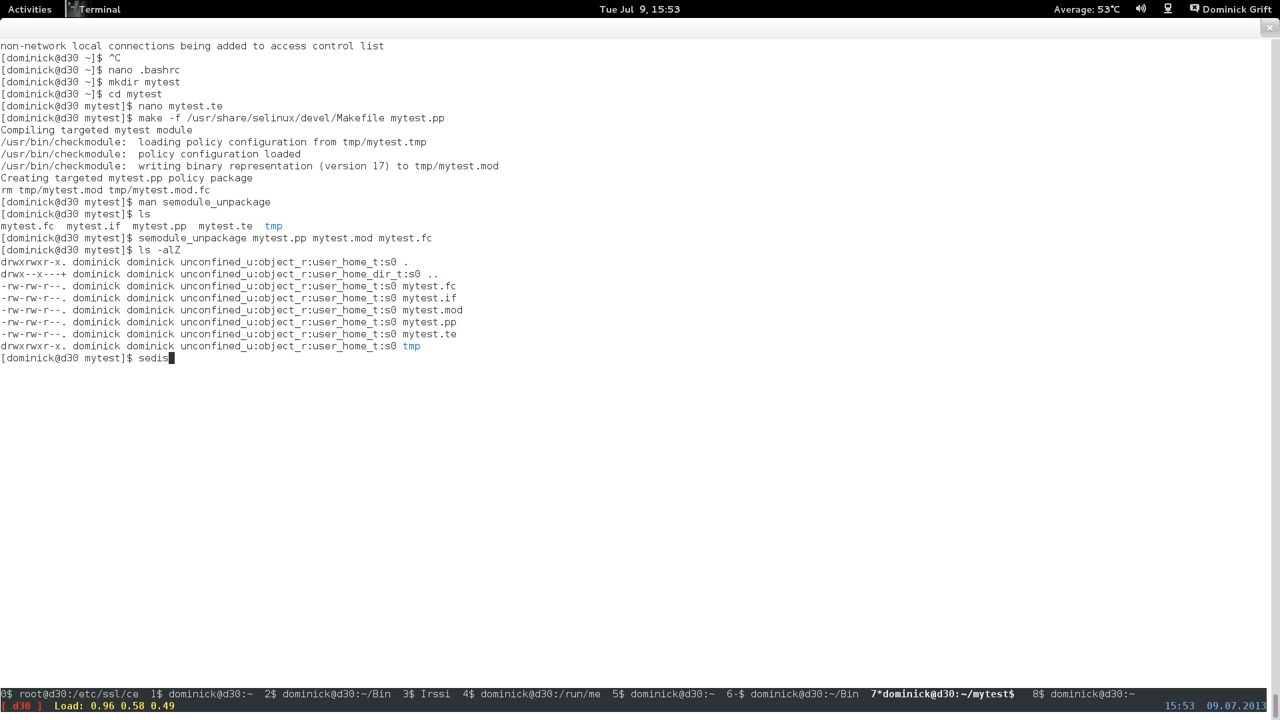 Activities Terminal Tue Jul 9, 15:53 Average: 53°C Dominick Grift
non-network local connections being added to access control list
[dominick@d30 ~]$ ^C
[dominick@d30 ~]$ nano .bashrc
[dominick@d30 ~]$ mkdir mytest
[dominick@d30 ~]$ cd mytest
[dominick@d30 mytest]$ nano mytest.te
[dominick@d30 mytest]$ make -f /usr/share/selinux/devel/Makefile mytest.pp
Compiling targeted mytest module
/usr/bin/checkmodule:  loading policy configuration from tmp/mytest.tmp
/usr/bin/checkmodule:  policy configuration loaded
/usr/bin/checkmodule:  writing binary representation (version 17) to tmp/mytest.mod
Creating targeted mytest.pp policy package
rm tmp/mytest.mod tmp/mytest.mod.fc
[dominick@d30 mytest]$ man semodule_unpackage
[dominick@d30 mytest]$ ls
mytest.fc  mytest.if  mytest.pp  mytest.te  tmp
[dominick@d30 mytest]$ semodule_unpackage mytest.pp mytest.mod mytest.fc
[dominick@d30 mytest]$ ls -alZ
drwxrwxr-x. dominick dominick unconfined_u:object_r:user_home_t:s0 .
drwx--x---+ dominick dominick unconfined_u:object_r:user_home_dir_t:s0 ..
-rw-rw-r--. dominick dominick unconfined_u:object_r:user_home_t:s0 mytest.fc
-rw-rw-r--. dominick dominick unconfined_u:object_r:user_home_t:s0 mytest.if
-rw-rw-r--. dominick dominick unconfined_u:object_r:user_home_t:s0 mytest.mod
-rw-rw-r--. dominick dominick unconfined_u:object_r:user_home_t:s0 mytest.pp
-rw-rw-r--. dominick dominick unconfined_u:object_r:user_home_t:s0 mytest.te
drwxrwxr-x. dominick dominick unconfined_u:object_r:user_home_t:s0 tmp
[dominick@d30 mytest]$ sedis
0$ root@d30:/etc/ssl/ce  1$ dominick@d30:~  2$ dominick@d30:~/Bin  3$ Irssi  4$ dominick@d30:/run/me  5$ dominick@d30:~  6-$ dominick@d30:~/Bin  7*dominick@d30:~/mytest$  8$ dominick@d30:~
[ d30 ]  Load: 0.96 0.58 0.49 15:53  09.07.2013